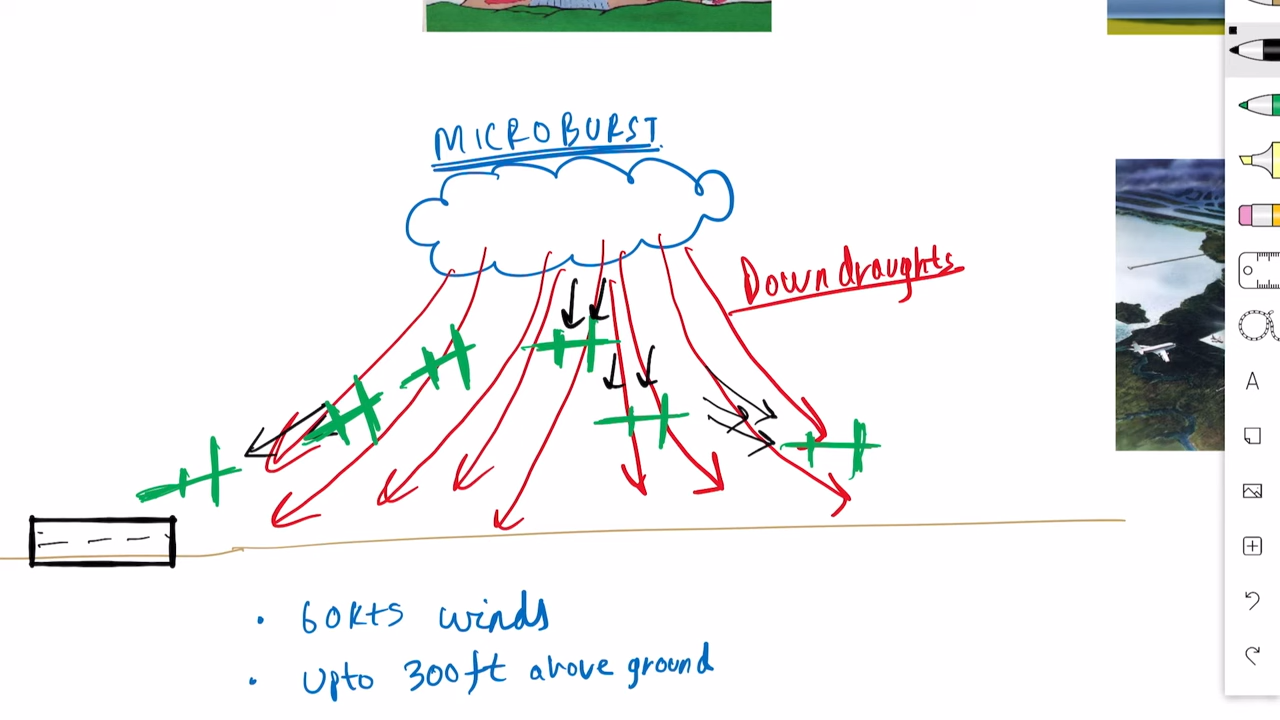 MICROBURST
Downdraughts
• 60Kts winds
• Upto 300ft above ground
A